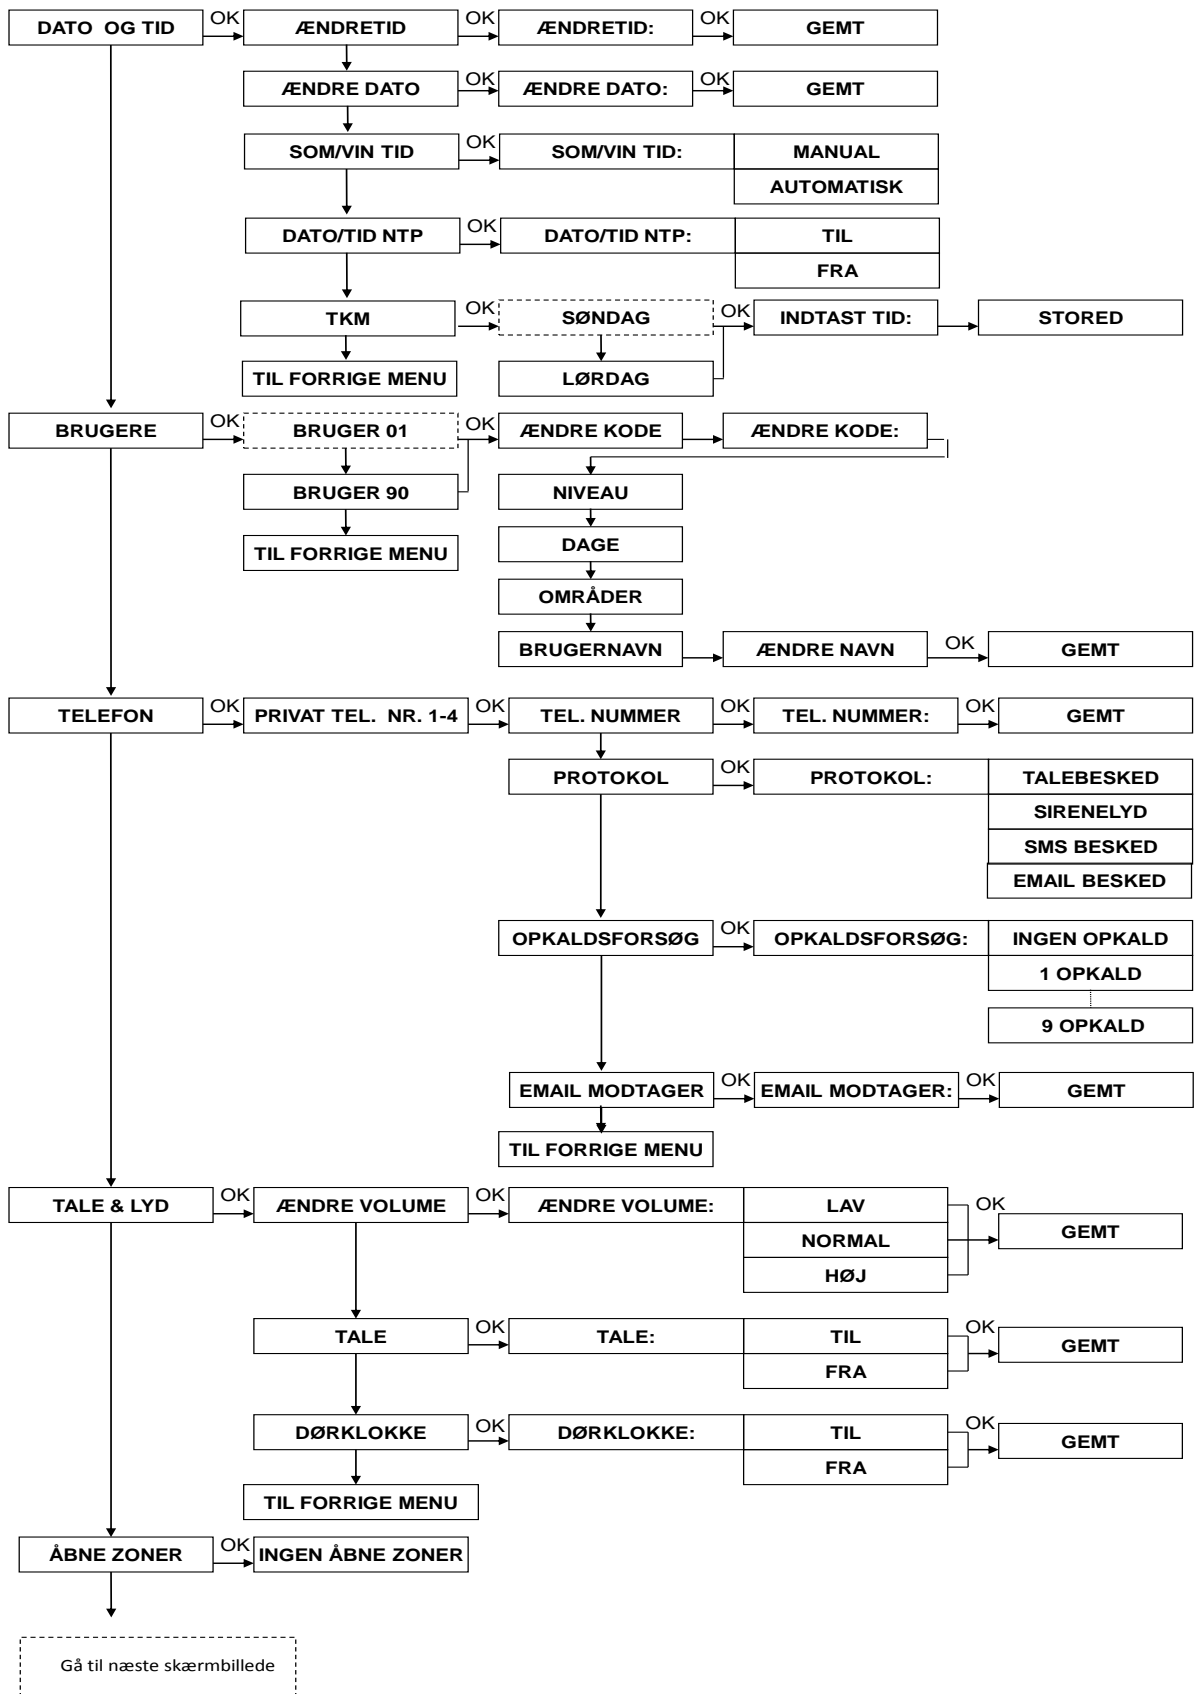 DATO OG TID OK ÆNDRETID OK ÆNDRETID: OK GEMT
ÆNDRE DATO OK ÆNDRE DATO: OK GEMT
SOM/VIN TID OK SOM/VIN TID: MANUAL
AUTOMATISK
DATO/TID NTP OK DATO/TID NTP: TIL
FRA
TKM OK SØNDAG OK INDTAST TID: STORED
TIL FORRIGE MENU LØRDAG
BRUGERE OK BRUGER 01 OK ÆNDRE KODE ÆNDRE KODE:
BRUGER 90 NIVEAU
TIL FORRIGE MENU DAGE
OMRÅDER
BRUGERNAVN ÆNDRE NAVN OK GEMT
TELEFON OK PRIVAT TEL. NR. 1-4 OK TEL. NUMMER OK TEL. NUMMER: OK GEMT
PROTOKOL OK PROTOKOL: TALEBESKED
SIRENELYD
SMS BESKED
EMAIL BESKED
OPKALDSFORSØG OK OPKALDSFORSØG: INGEN OPKALD
1 OPKALD
9 OPKALD
EMAIL MODTAGER OK EMAIL MODTAGER: OK GEMT
TIL FORRIGE MENU
TALE & LYD OK ÆNDRE VOLUME OK ÆNDRE VOLUME: LAV OK GEMT
NORMAL
HØJ
TALE OK TALE: TIL OK GEMT
FRA
DØRKLOKKE OK DØRKLOKKE: TIL OK GEMT
FRA
TIL FORRIGE MENU
ÅBNE ZONER OK INGEN ÅBNE ZONER
Gå til næste skærmbillede